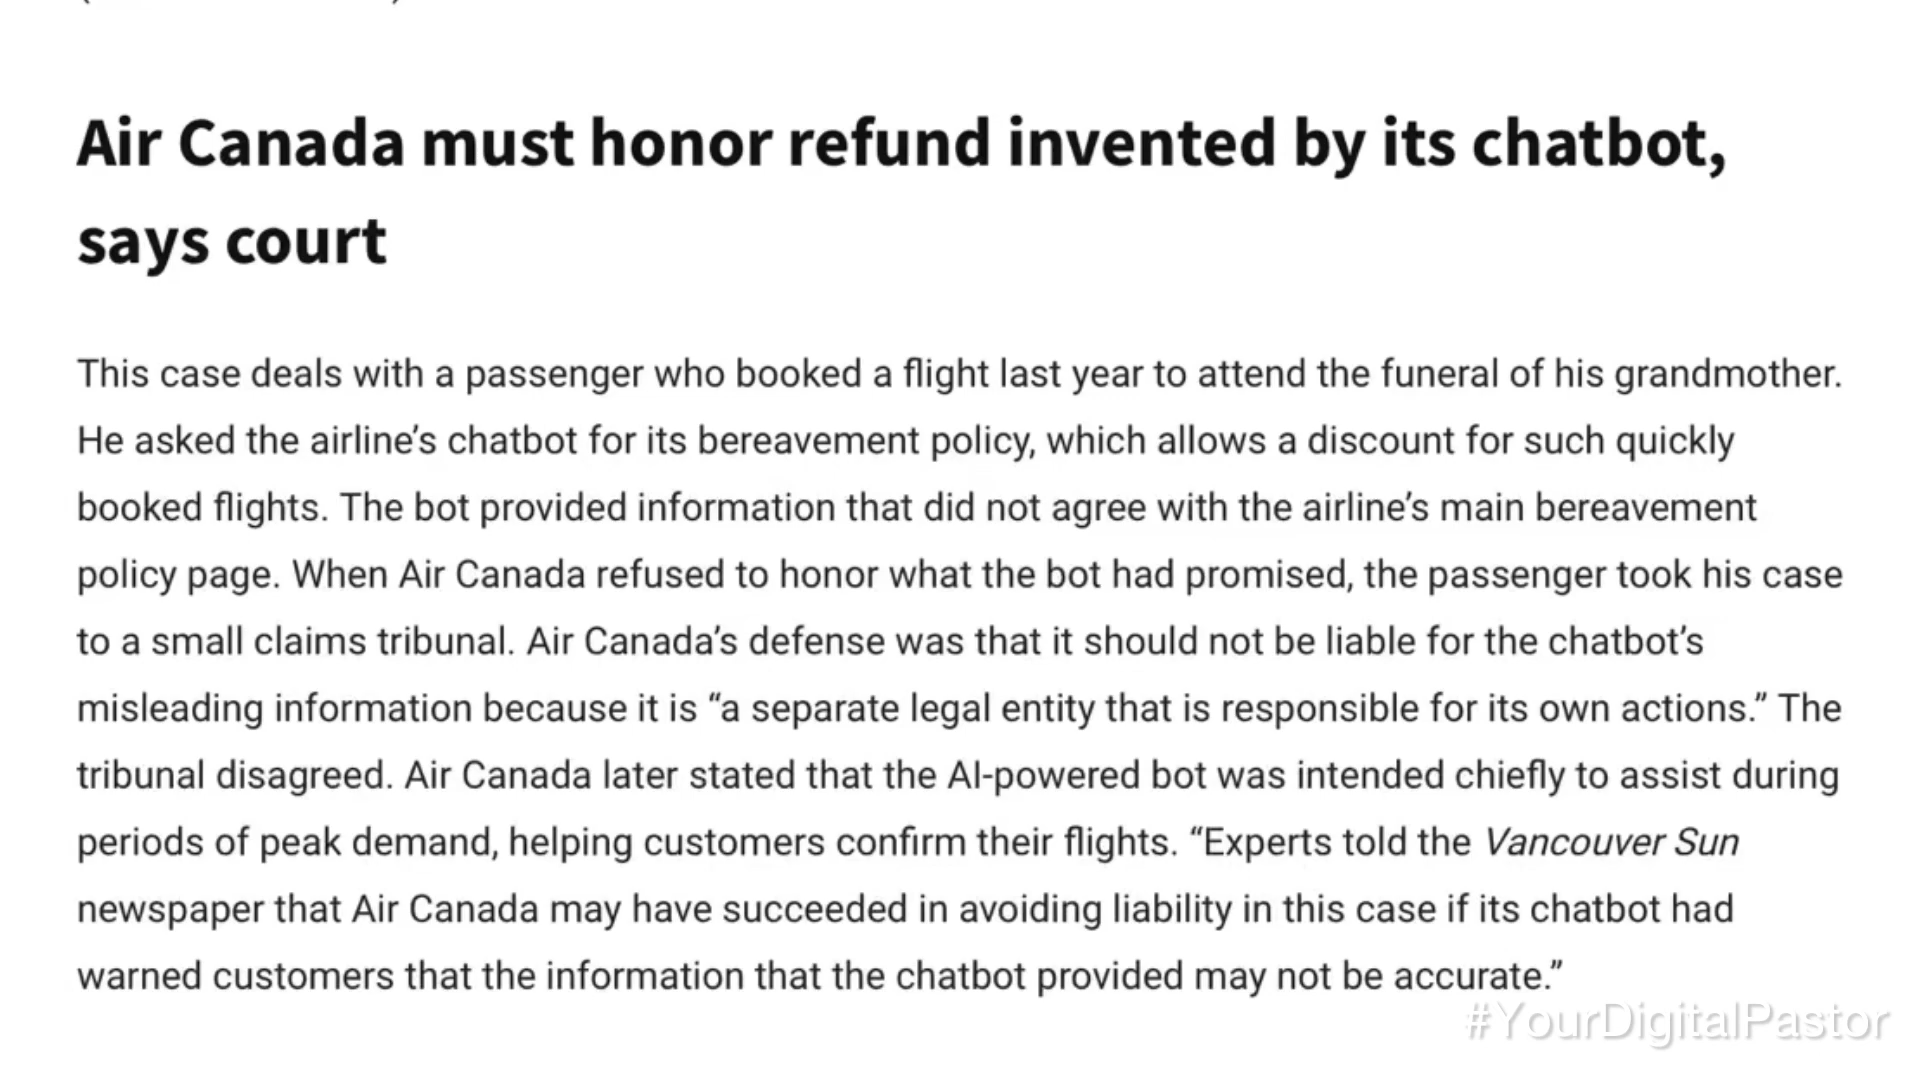 Air Canada must honor refund invented by its chatbot,
says court
This case deals with a passenger who booked a flight last year to attend the funeral of his grandmother.
He asked the airline’s chatbot for its bereavement policy, which allows a discount for such quickly
booked flights. The bot provided information that did not agree with the airline’s main bereavement
policy page. When Air Canada refused to honor what the bot had promised, the passenger took his case
to a small claims tribunal. Air Canada’s defense was that it should not be liable for the chatbot’s
misleading information because it is “a separate legal entity that is responsible for its own actions.” The
tribunal disagreed. Air Canada later stated that the AI-powered bot was intended chiefly to assist during
periods of peak demand, helping customers confirm their flights. “Experts told the Vancouver Sun
newspaper that Air Canada may have succeeded in avoiding liability in this case if its chatbot had
warned customers that the information that the chatbot provided may not be accurate.”
#YourDigitalPastor